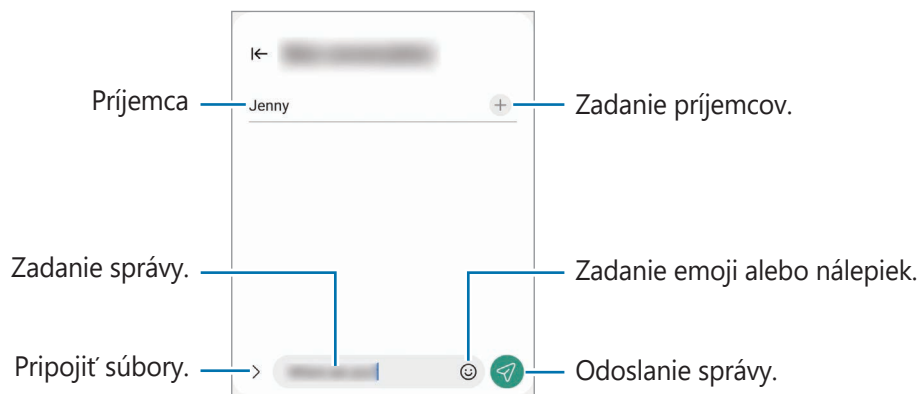 Príjemca
Jenny
Zadanie príjemcov.
Zadanie správy.
Zadanie emoji alebo nálepiek.
Pripojiť súbory.
Odoslanie správy.